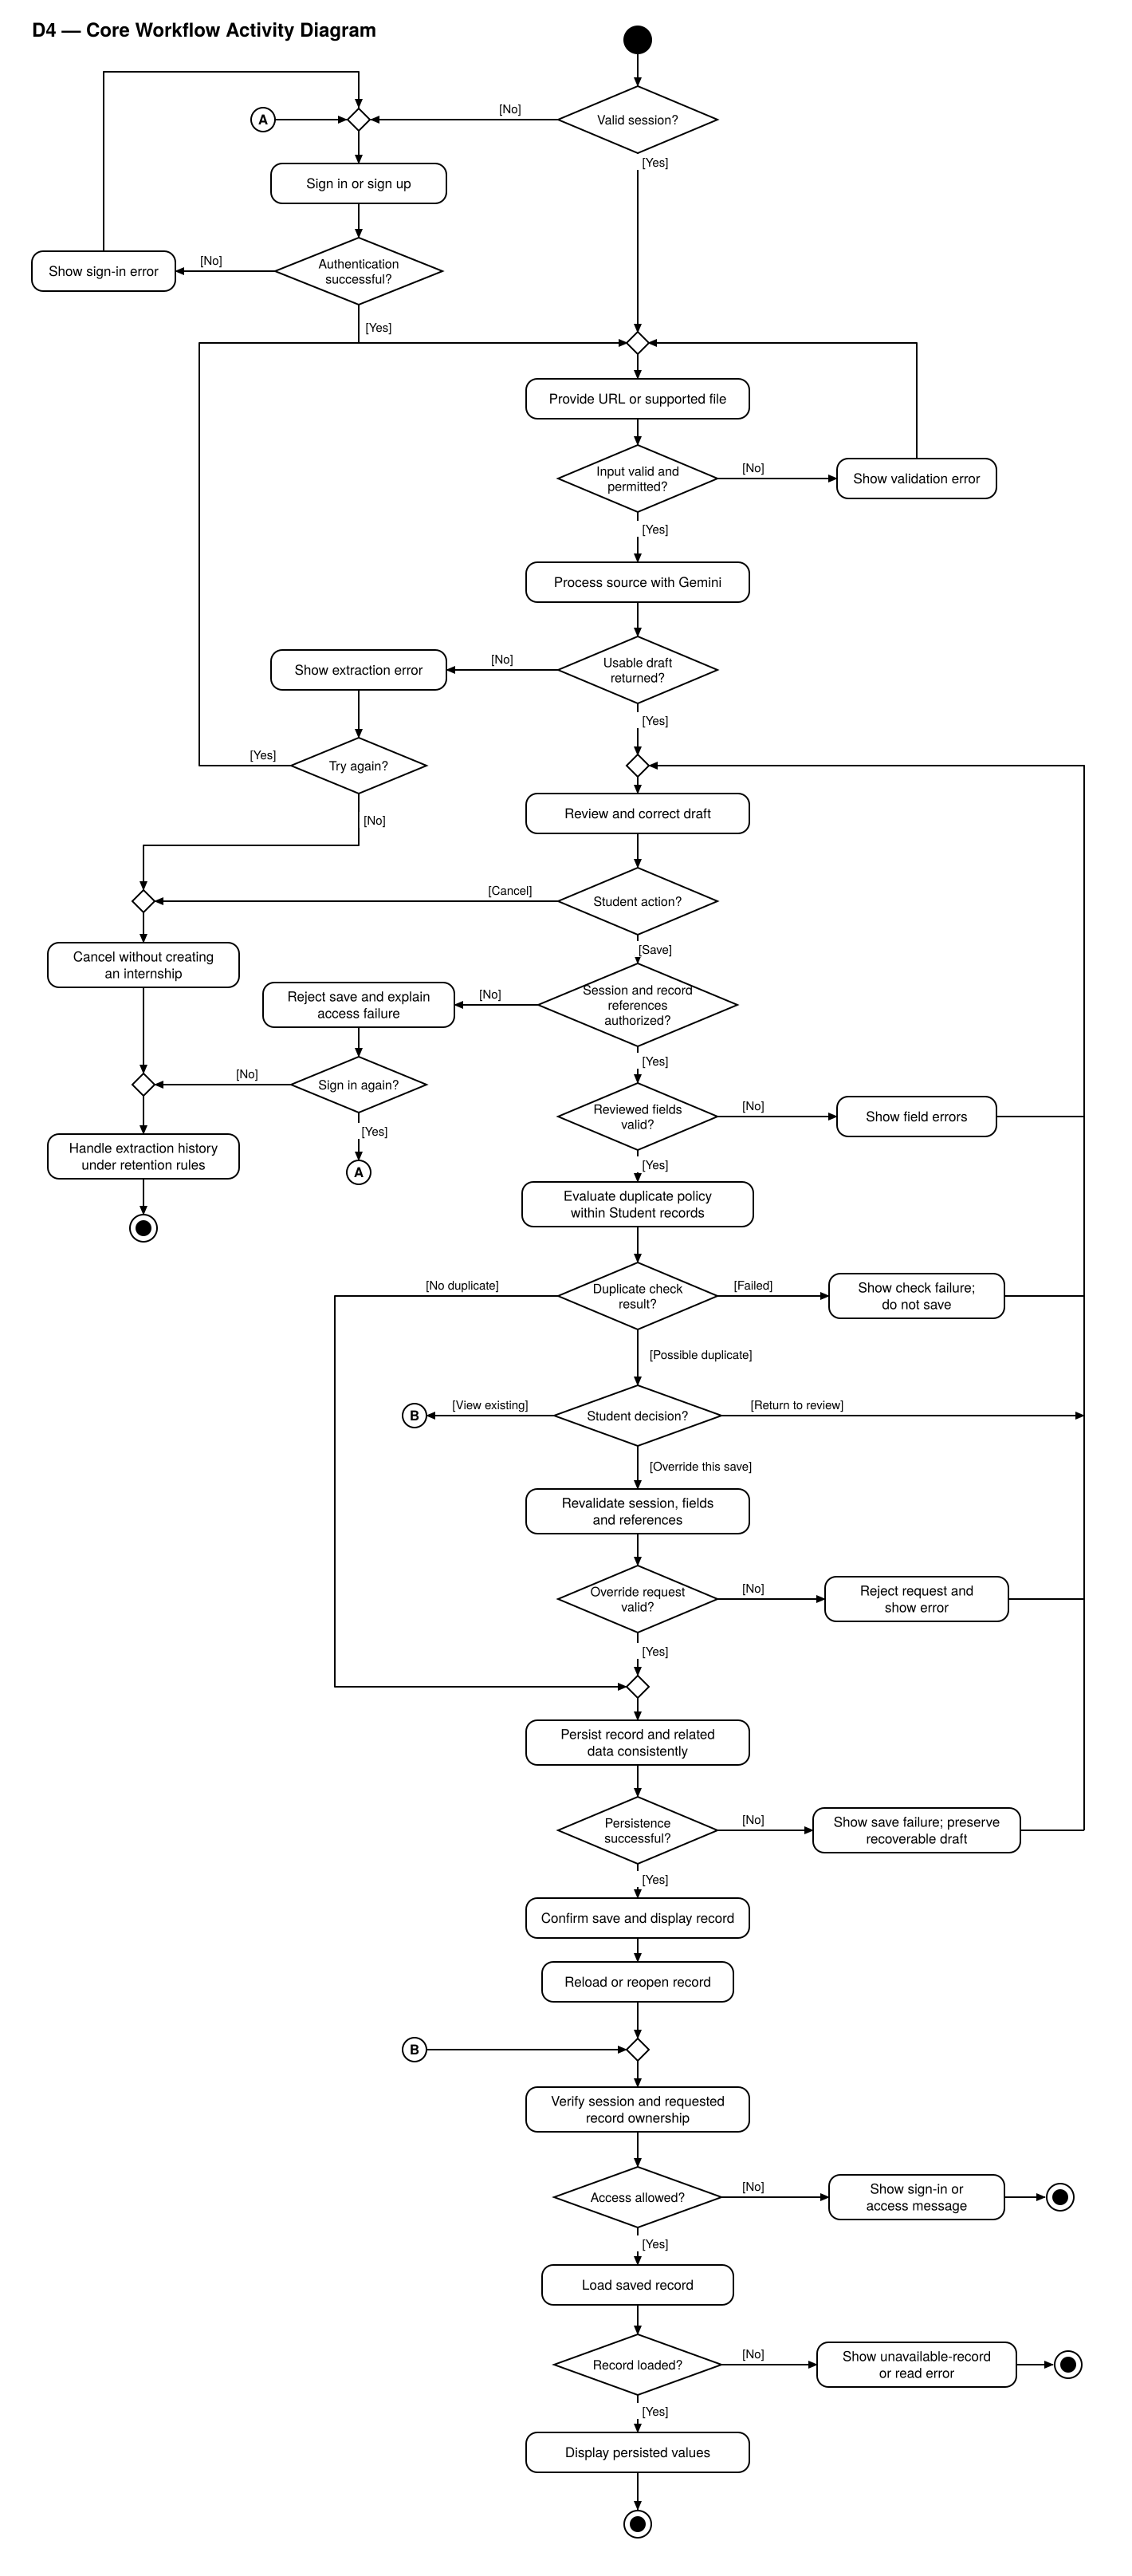 D4 — Core Workflow Activity Diagram
[No]
A
Valid session?
[Yes]
Sign in or sign up
[No]
Authentication
successful?
Show sign-in error
[Yes]
Provide URL or supported file
Input valid and
permitted?
[No]
Show validation error
[Yes]
Process source with Gemini
Show extraction error
[No]
Usable draft
returned?
[Yes]
[Yes]
Try again?
Review and correct draft
[No]
[Cancel]
Student action?
[Save]
Cancel without creating
an internship
Reject save and explain
access failure
[No]
Session and record
references
authorized?
[Yes]
[No]
Sign in again?
[Yes]
A
Reviewed fields
valid?
[No]
Show field errors
[Yes]
Handle extraction history
under retention rules
Evaluate duplicate policy
within Student records
[No duplicate]
Duplicate check
result?
[Failed]
Show check failure;
do not save
[Possible duplicate]
B
[View existing]
Student decision?
[Return to review]
[Override this save]
Revalidate session, fields
and references
Override request
valid?
[No]
Reject request and
show error
[Yes]
Persist record and related
data consistently
Persistence
successful?
[No]
Show save failure; preserve
recoverable draft
[Yes]
Confirm save and display record
Reload or reopen record
B
Verify session and requested
record ownership
Access allowed?
[No]
Show sign-in or
access message
[Yes]
Load saved record
Record loaded?
[No]
Show unavailable-record
or read error
[Yes]
Display persisted values